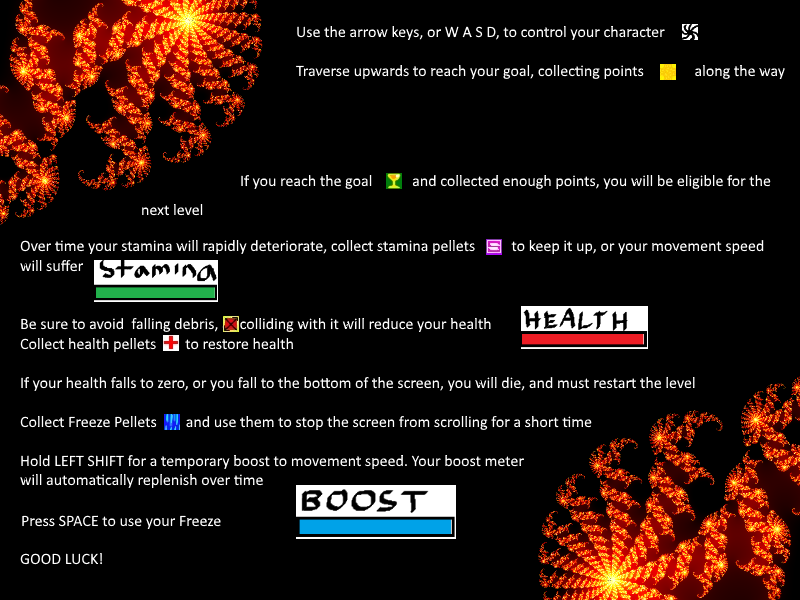 Use the arrow keys, or W A S D, to control your character
Traverse upwards to reach your goal, collecting points along the way
If you reach the goal and collected enough points, you will be eligible for the
next level
Over time your stamina will rapidly deteriorate, collect stamina pellets S to keep it up, or your movement speed
will suffer
Stamina
Be sure to avoid falling debris, colliding with it will reduce your health
HEALTH
Collect health pellets to restore health
If your health falls to zero, or you fall to the bottom of the screen, you will die, and must restart the level
Collect Freeze Pellets and use them to stop the screen from scrolling for a short time
Hold LEFT SHIFT for a temporary boost to movement speed. Your boost meter
will automatically replenish over time
BOOST
Press SPACE to use your Freeze
GOOD LUCK!